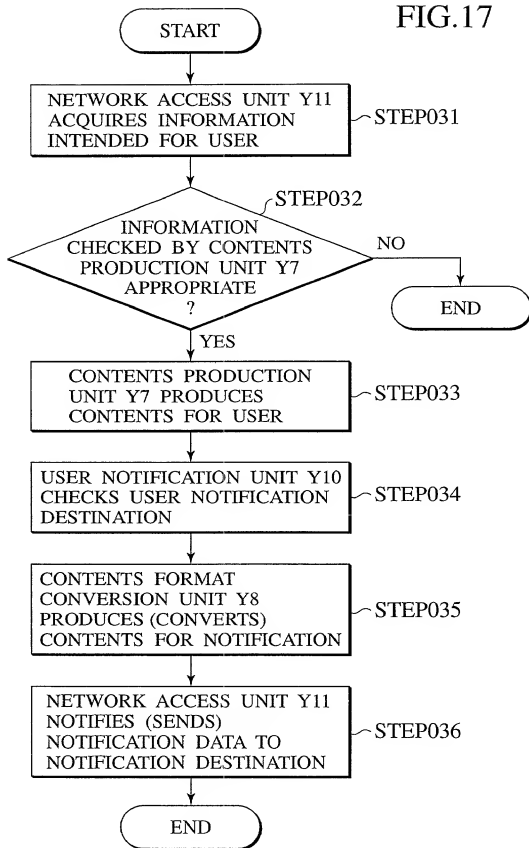 FIG.17
START
NETWORK ACCESS UNIT Y11
ACQUIRES INFORMATION
INTENDED FOR USER
STEP031
STEP032
INFORMATION
CHECKED BY CONTENTS
PRODUCTION UNIT Y7
APPROPRIATE
?
NO
END
YES
CONTENTS PRODUCTION
UNIT Y7 PRODUCES
CONTENTS FOR USER
STEP033
USER NOTIFICATION UNIT Y10
CHECKS USER NOTIFICATION
DESTINATION
STEP034
CONTENTS FORMAT
CONVERSION UNIT Y8
PRODUCES (CONVERTS)
CONTENTS FOR NOTIFICATION
STEP035
NETWORK ACCESS UNIT Y11
NOTIFIES (SENDS)
NOTIFICATION DATA TO
NOTIFICATION DESTINATION
STEP036
END